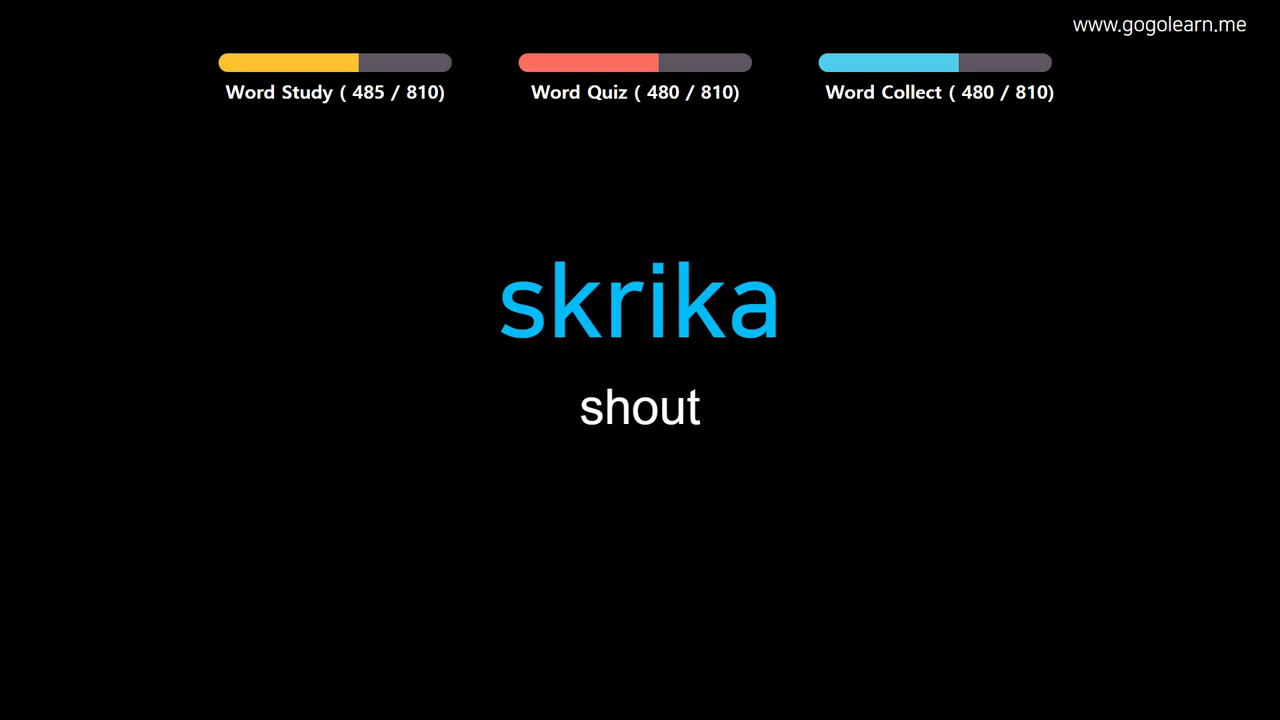 www.gogolearn.me
Word Study ( 485 / 810)
Word Quiz ( 480 / 810)
Word Collect ( 480 / 810)
skrika
shout